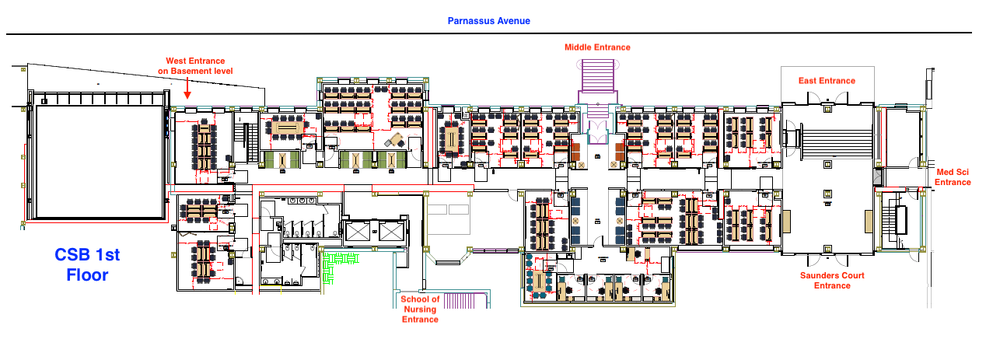 Parnassus Avenue
Middle Entrance
West Entrance
on Basement level
East Entrance
Med Sci
Entrance
CSB 1st
Floor
Saunders Court
Entrance
School of
Nursing
Entrance